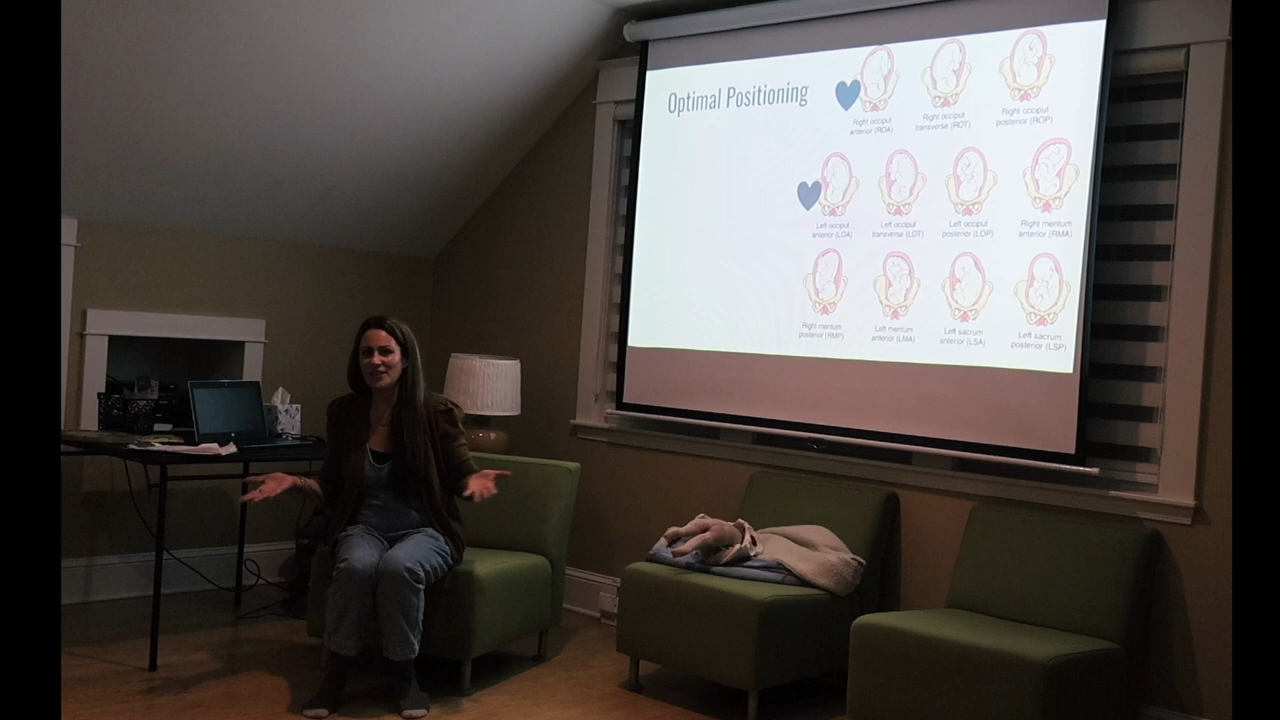 Optimal Positioning
Right occiput
anterior (ROA)
Right occiput
transverse (ROT)
Right occiput
posterior (ROP)
Left occiput
anterior (LOA)
Left occiput
transverse (LOT)
Left occiput
posterior (LOP)
Right mentum
anterior (RMA)
Right mentum
posterior (RMP)
Left mentum
anterior (LMA)
Left sacrum
anterior (LSA)
Left sacrum
posterior (LSP)